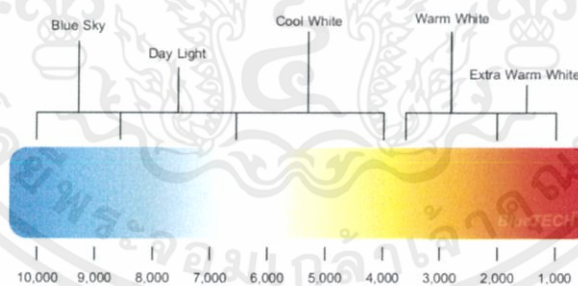 Blue Sky
Day Light
Cool White
Warm White
Extra Warm White
BlueTECH
10,000 9,000 8,000 7,000 6,000 5,000 4,000 3,000 2,000 1,000